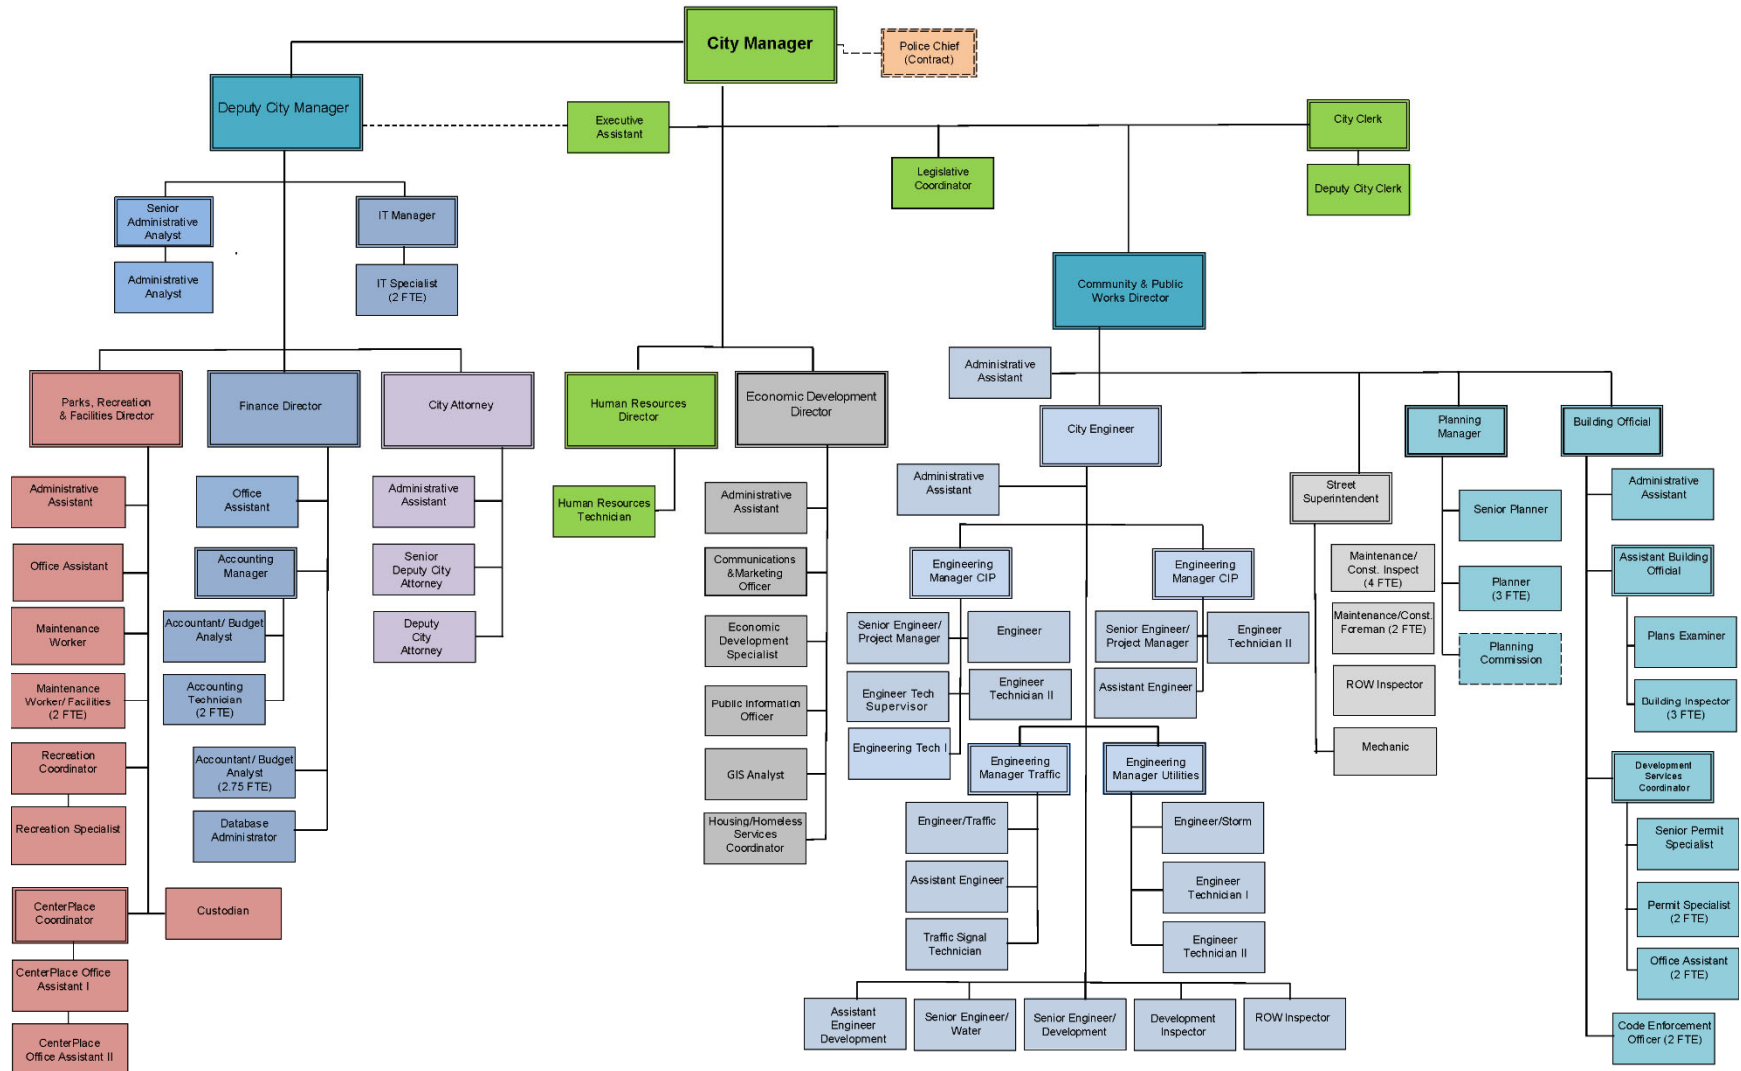 City Manager
Police Chief
(Contract)
Deputy City Manager
Executive
Assistant
City Clerk
Legislative
Coordinator
Deputy City Clerk
Senior
Administrative
Analyst
IT Manager
Administrative
Analyst
IT Specialist
(2 FTE)
Community & Public
Works Director
Administrative
Assistant
Parks, Recreation
& Facilities Director
Finance Director
City Attorney
Human Resources
Director
Economic Development
Director
City Engineer
Planning
Manager
Building Official
Administrative
Assistant
Office
Assistant
Administrative
Assistant
Human Resources
Technician
Administrative
Assistant
Administrative
Assistant
Street
Superintendent
Senior Planner
Administrative
Assistant
Office Assistant
Accounting
Manager
Senior
Deputy City
Attorney
Communications
&Marketing
Officer
Engineering
Manager CIP
Engineering
Manager CIP
Maintenance/
Const. Inspect
(4 FTE)
Planner
(3 FTE)
Assistant Building
Official
Maintenance
Worker
Accountant/ Budget
Analyst
Deputy
City
Attorney
Economic
Development
Specialist
Senior Engineer/
Project Manager
Engineer
Senior Engineer/
Project Manager
Engineer
Technician II
Maintenance/Const.
Foreman (2 FTE)
Planning
Commission
Plans Examiner
Maintenance
Worker/ Facilities
(2 FTE)
Accounting
Technician
(2 FTE)
Public Information
Officer
Engineer Tech
Supervisor
Engineer
Technician II
Assistant Engineer
ROW Inspector
Building Inspector
(3 FTE)
Recreation
Coordinator
Accountant/ Budget
Analyst
(2.75 FTE)
GIS Analyst
Engineering Tech I
Engineering
Manager Traffic
Engineering
Manager Utilities
Mechanic
Development
Services
Coordinator
Recreation Specialist
Database
Administrator
Housing/Homeless
Services
Coordinator
Engineer/Traffic
Engineer/Storm
Senior Permit
Specialist
CenterPlace
Coordinator
Custodian
Assistant Engineer
Engineer
Technician I
Permit Specialist
(2 FTE)
Traffic Signal
Technician
Engineer
Technician II
Office Assistant
(2 FTE)
CenterPlace Office
Assistant I
CenterPlace
Office Assistant II
Assistant
Engineer
Development
Senior Engineer/
Water
Senior Engineer/
Development
Development
Inspector
ROW Inspector
Code Enforcement
Officer (2 FTE)